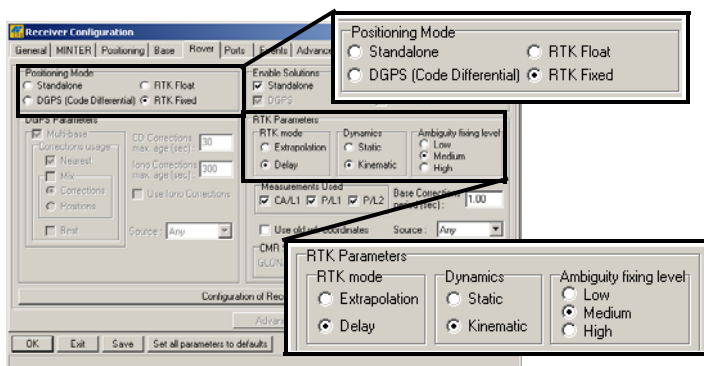 Receiver Configuration
General MINTER Positioning Base Rover Ports Events Advance
Positioning Mode
Standalone RTK Float
DGPS (Code Differential) RTK Fixed
Enable Solutions
Standalone
DGPS
Positioning Mode
Standalone RTK Float
DGPS (Code Differential) RTK Fixed
DGPS Parameters
Multi-base
Corrections usage
Nearest
Mix
Corrections
Positions
Best
CD Corrections max. age (sec) : 30
Iono Corrections max. age (sec) : 300
Use Iono Corrections
Source : Any
RTK Parameters
RTK mode
Extrapolation
Delay
Dynamics
Static
Kinematic
Ambiguity fixing level
Low
Medium
High
Measurements Used
CA/L1 P/L1 P/L2
Base Corrections period (sec) : 1.00
Use old
Source : Any
CMR
GLON
Configuration of Rec
Advan
OK Exit Save Set all parameters to defaults
RTK Parameters
RTK mode
Extrapolation
Delay
Dynamics
Static
Kinematic
Ambiguity fixing level
Low
Medium
High